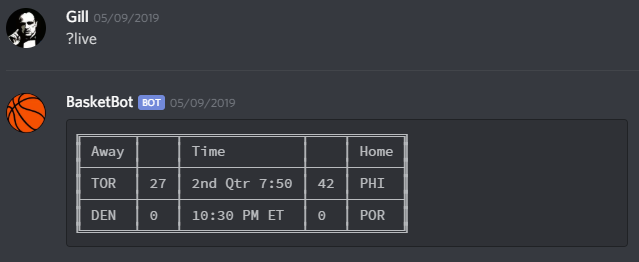 Gill 05/09/2019
?live
BasketBot BOT 05/09/2019
Away Time Home
TOR 27 2nd Qtr 7:50 42 PHI
DEN 0 10:30 PM ET 0 POR